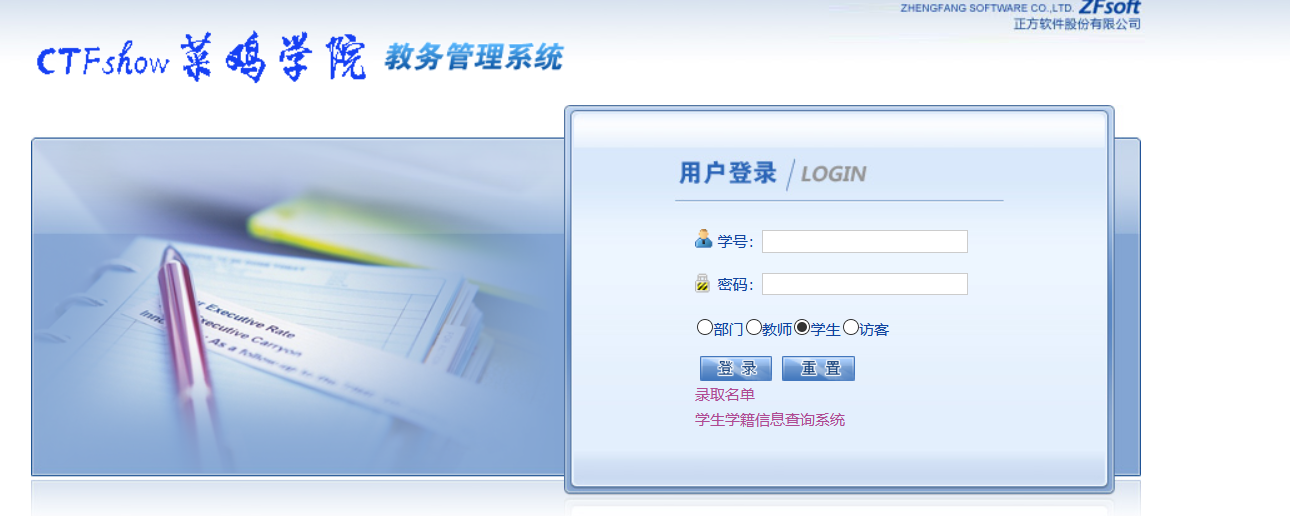 ZHENGFANG SOFTWARE CO.,LTD. ZFsoft
正方软件股份有限公司
CTFshow 菜鸡学院 教务管理系统
用户登录 / LOGIN
学号：
密码：
部门 教师 学生 访客
登录 重置
录取名单
学生学籍信息查询系统
Executive Rate
Executive Carryon
As a follow-up to the